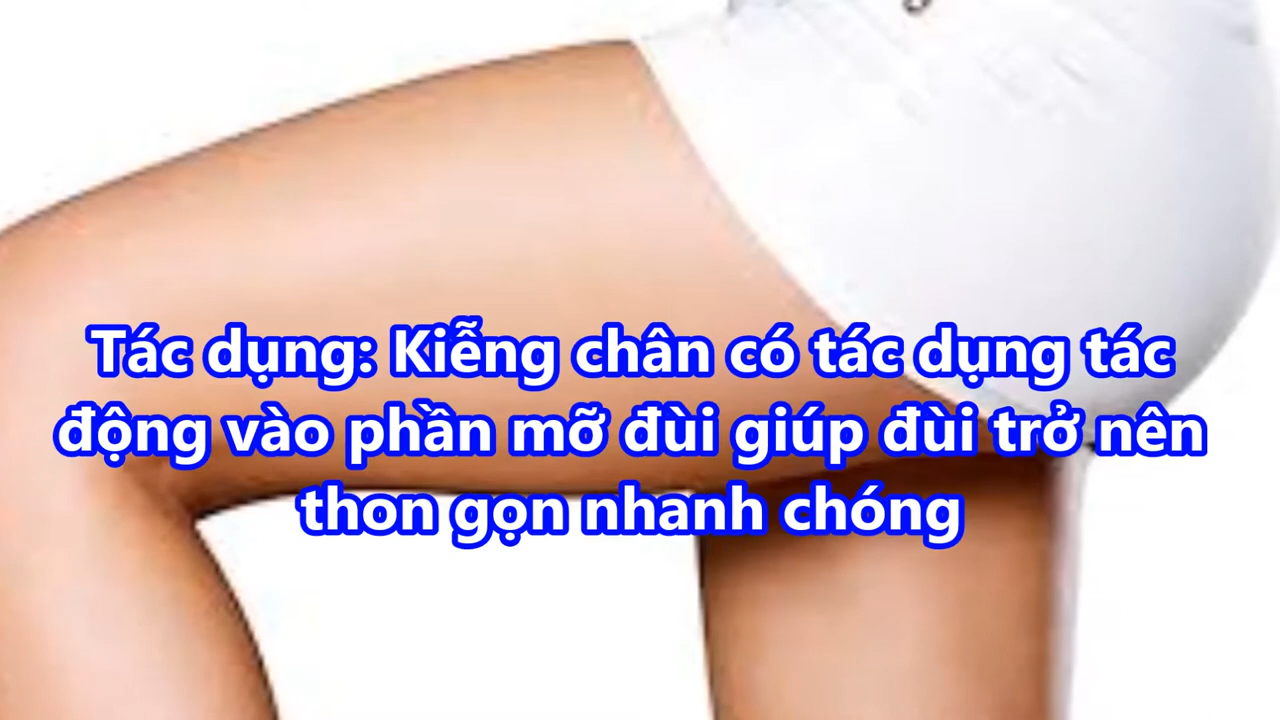 Tác dụng: Kiễng chân có tác dụng tác
động vào phần mỡ đùi giúp đùi trở nên
thon gọn nhanh chóng